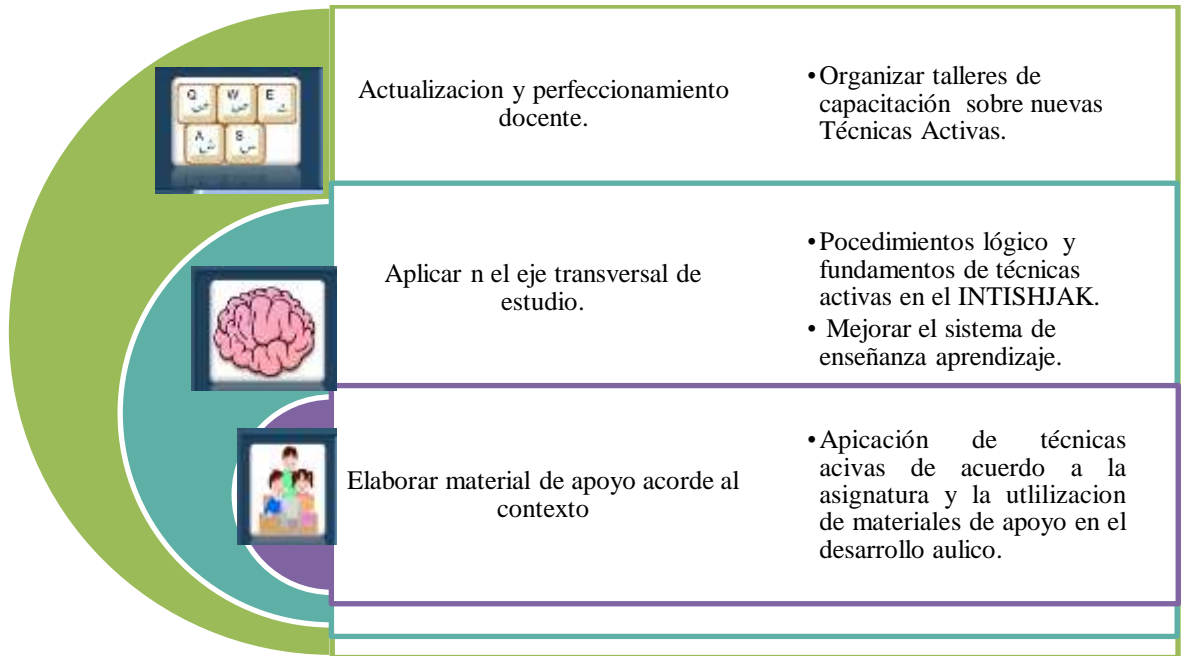 Q
W
E
A
S
Actualizacion y perfeccionamiento
docente.
•Organizar talleres de
capacitación sobre nuevas
Técnicas Activas.
Aplicar n el eje transversal de
estudio.
•Pocedimientos lógico y
fundamentos de técnicas
activas en el INTISHJAK.
• Mejorar el sistema de
enseñanza aprendizaje.
Elaborar material de apoyo acorde al
contexto
•Apicación de técnicas
acivas de acuerdo a la
asignatura y la utlilizacion
de materiales de apoyo en el
desarrollo aulico.